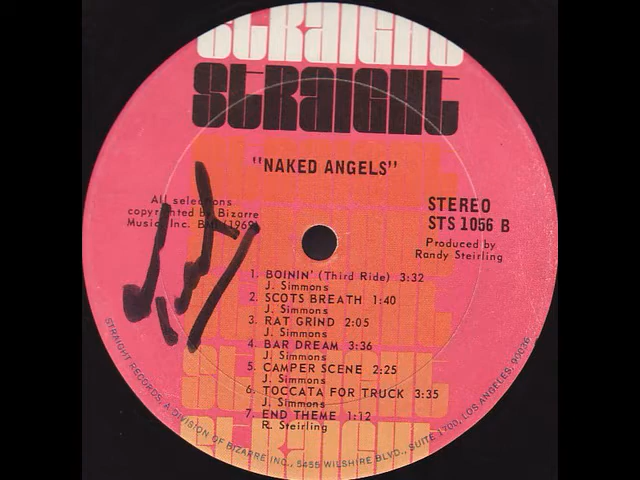 STRAIGHT
STRAIGHT
"NAKED ANGELS"
All selections
copyrighted by Bizarre
Music, Inc. BMI (1969)
STEREO
STS 1056 B
Produced by
Randy Steirling
1. BOININ' (Third Ride) 3:32
J. Simmons
2. SCOTS BREATH 1:40
J. Simmons
3. RAT GRIND 2:05
J. Simmons
4. BAR DREAM 3:36
J. Simmons
5. CAMPER SCENE 2:25
J. Simmons
6. TOCCATA FOR TRUCK 3:35
J. Simmons
7. END THEME 1:12
R. Steirling
STRAIGHT RECORDS, A DIVISION OF BIZARRE INC., 5455 WILSHIRE BLVD., SUITE 1700, LOS ANGELES, 90036